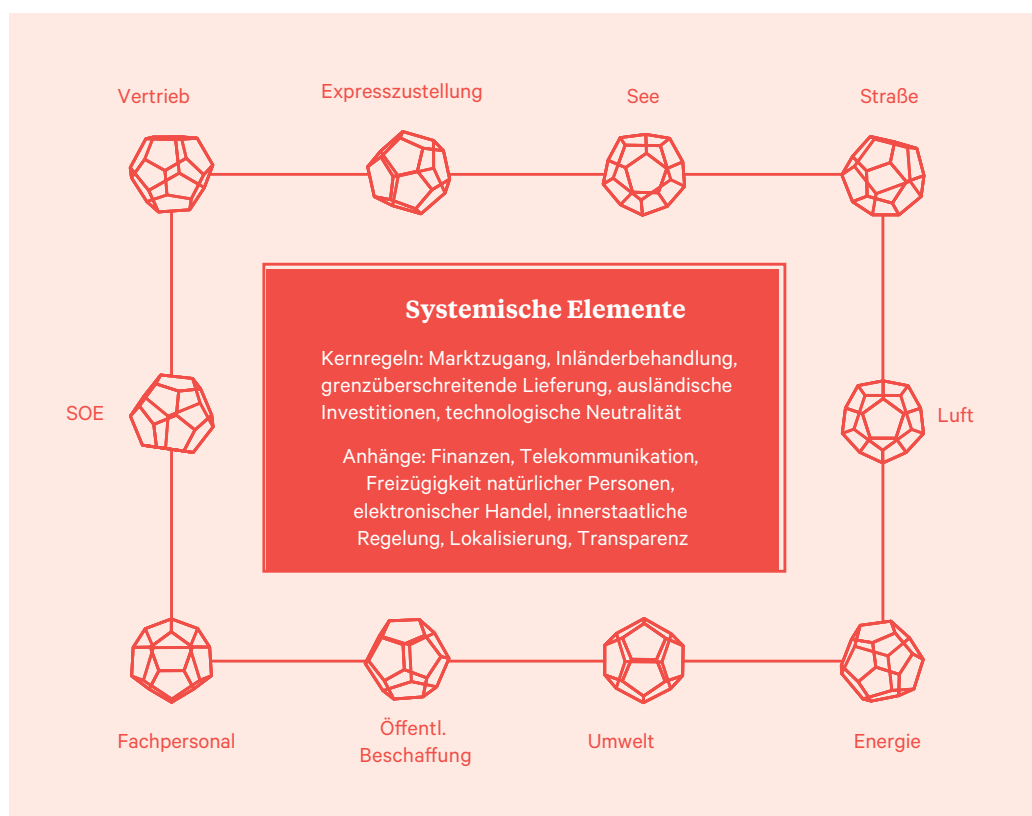 Vertrieb
Expresszustellung
See
Straße
Systemische Elemente
Kernregeln: Marktzugang, Inländerbehandlung,
grenzüberschreitende Lieferung, ausländische
Investitionen, technologische Neutralität
Anhänge: Finanzen, Telekommunikation,
Freizügigkeit natürlicher Personen,
elektronischer Handel, innerstaatliche
Regelung, Lokalisierung, Transparenz
SOE
Luft
Fachpersonal
Öffentl.
Beschaffung
Umwelt
Energie